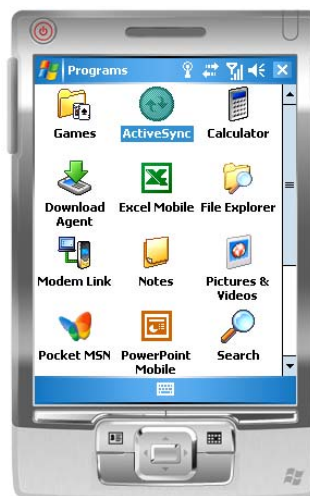 Programs
Games
ActiveSync
Calculator
Download
Agent
Excel Mobile
File Explorer
Modem Link
Notes
Pictures &
Videos
Pocket MSN
PowerPoint
Mobile
Search